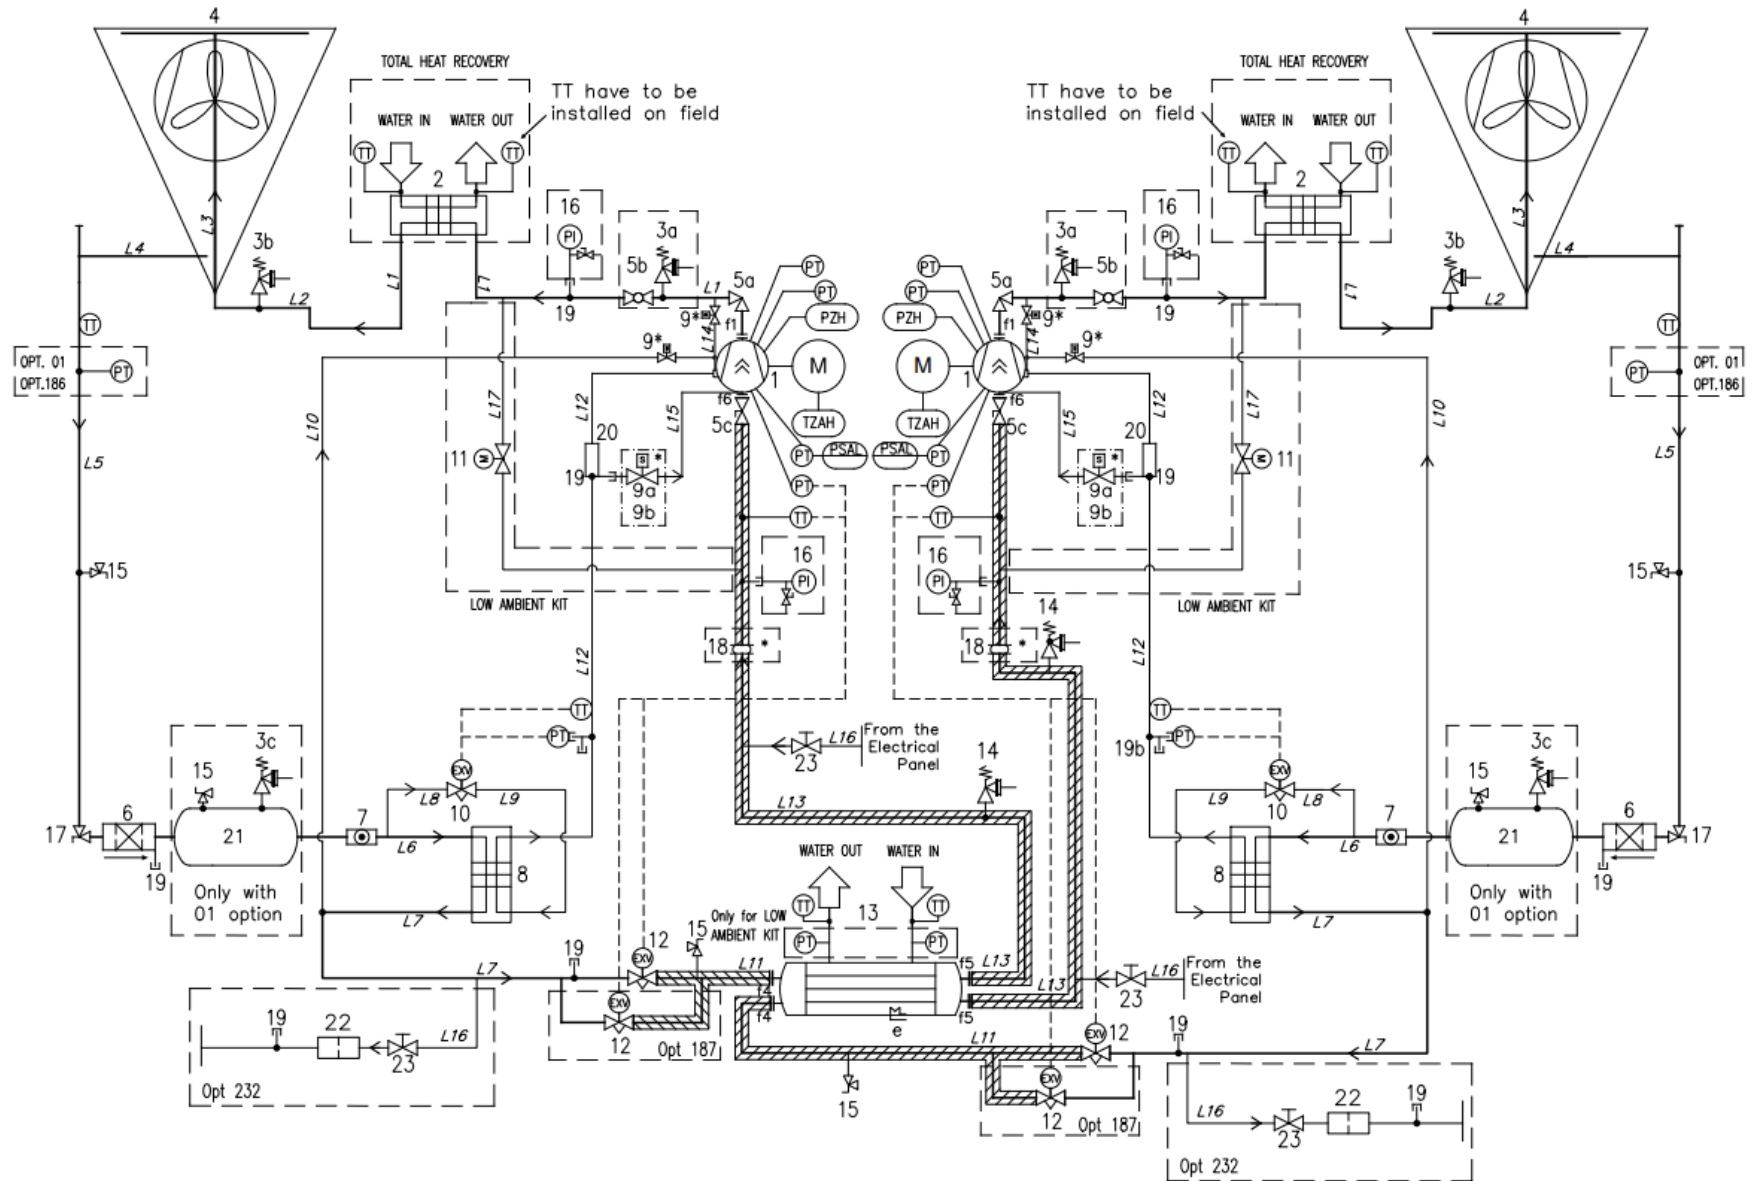 4
4
TOTAL HEAT RECOVERY
TOTAL HEAT RECOVERY
TT have to be
installed on field
TT have to be
installed on field
WATER IN
WATER OUT
WATER IN
WATER OUT
TT
TT
TT
TT
2
2
16
16
L3
L3
3b
3a
3a
3b
PI
PI
L4
L4
5b
5a
5a
5b
PT
PT
L1
L1
L1
L1
L2
L2
PT
PT
19
19
9*
9*
f1
f1
PZH
PZH
TT
TT
L14
L14
9*
9*
OPT. 01
OPT.186
PT
PT
OPT. 01
OPT.186
M
M
1
1
L17
L12
L15
f6
f6
L15
L12
L17
L10
L10
5c
5c
TZAH
TZAH
20
20
L5
L5
11
M
M
11
S
*
S
*
PT
PSAL
PSAL
PT
19
19
9a
9b
9a
9b
PT
PT
TT
TT
16
16
PI
PI
15
15
LOW AMBIENT KIT
LOW AMBIENT KIT
14
18
*
18
*
L12
L12
TT
TT
PT
PT
19b
From the
Electrical
Panel
L16
23
14
3c
3c
15
15
EXV
EXV
L8
L9
L9
L8
10
10
6
7
7
6
L13
17
21
21
17
L6
L6
8
8
19
19
WATER OUT
WATER IN
Only with
01 option
Only with
01 option
L7
L7
TT
TT
13
Only for LOW
AMBIENT KIT
15
PT
PT
19
12
L7
EXV
L11
f5
L13
From the
Electrical
Panel
L16
23
f4
L13
EXV
f4
f5
e
12
Opt 187
19
22
L16
23
Opt 232
L11
EXV
12
19
L7
15
EXV
12
Opt 187
L16
23
22
19
Opt 232